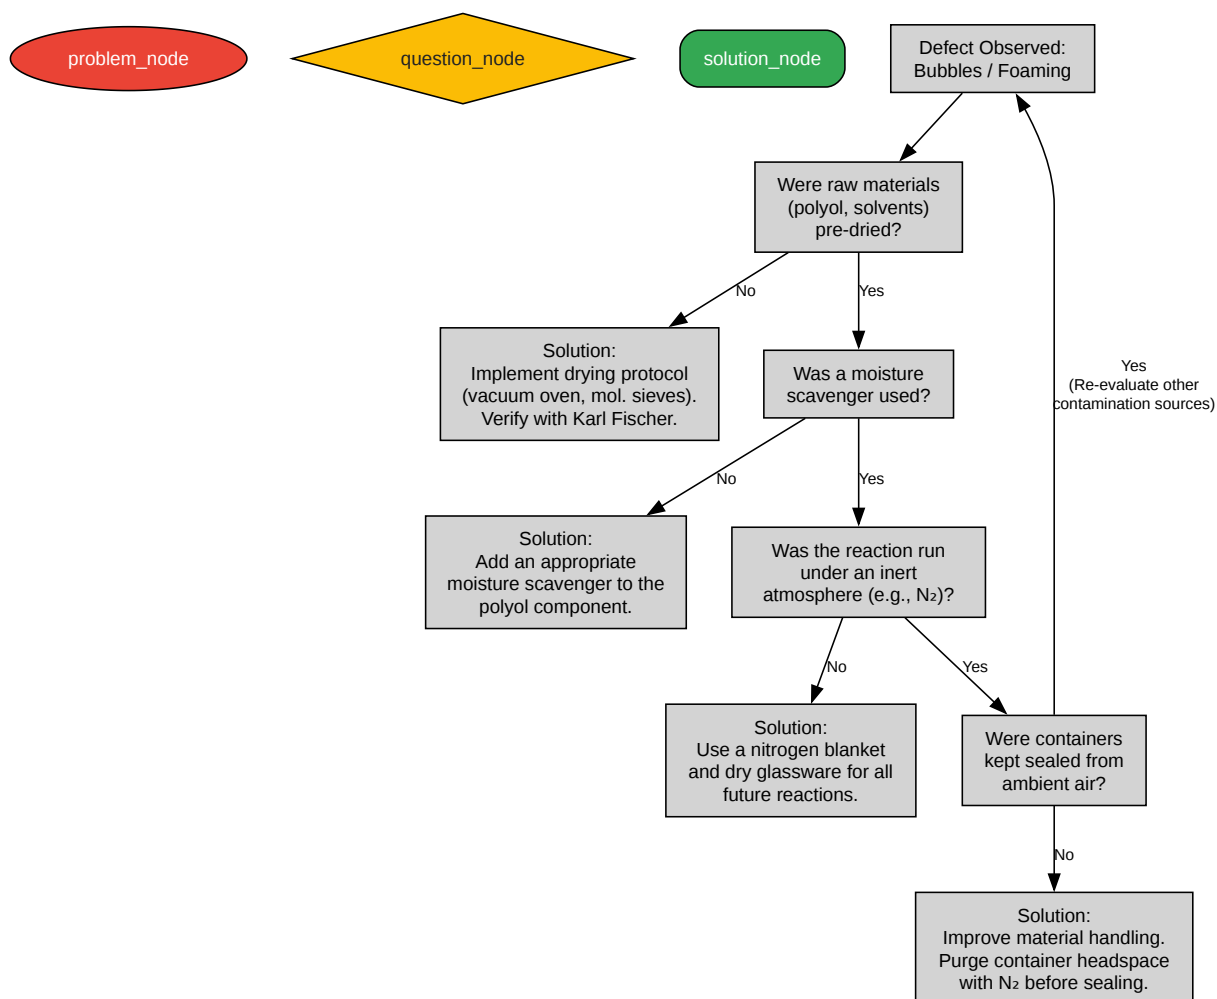 problem_node
question_node
solution_node
Defect Observed:
Bubbles / Foaming
Were raw materials
(polyol, solvents)
pre-dried?
No
Yes
Solution:
Implement drying protocol
(vacuum oven, mol. sieves).
Verify with Karl Fischer.
Was a moisture
scavenger used?
Yes
(Re-evaluate other
contamination sources)
No
Yes
Solution:
Add an appropriate
moisture scavenger to the
polyol component.
Was the reaction run
under an inert
atmosphere (e.g., N₂)?
No
Yes
Solution:
Use a nitrogen blanket
and dry glassware for all
future reactions.
Were containers
kept sealed from
ambient air?
No
Solution:
Improve material handling.
Purge container headspace
with N₂ before sealing.